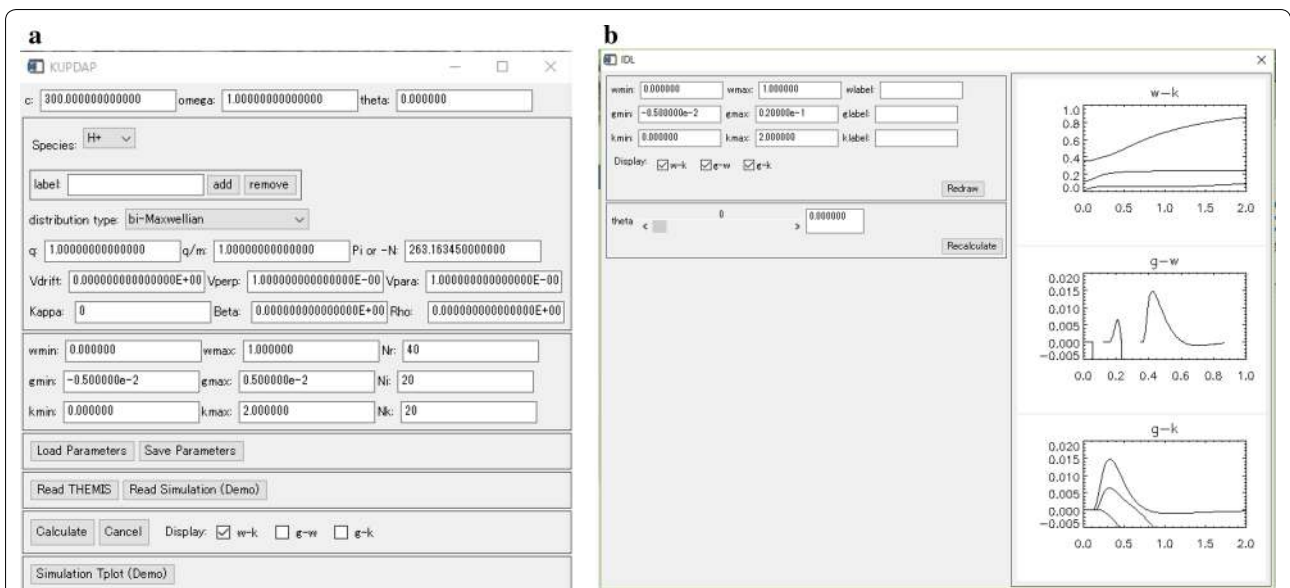 a
KUPDAP
c: 300.000000000000 omega: 1.00000000000000 theta: 0.000000
Species: H+
label: add remove
distribution type: bi-Maxwellian
q: 1.00000000000000 q/m: 1.00000000000000 Pi or -N: 263.163450000000
Vdrift: 0.000000000000000E+00 Vperp: 1.000000000000000E-00 Vpara: 1.000000000000000E-00
Kappa: 0 Beta: 0.000000000000000E+00 Rho: 0.000000000000000E+00
wmin: 0.000000 wmax: 1.000000 Nr: 40
gmin: -0.500000e-2 gmax: 0.500000e-2 Ni: 20
kmin: 0.000000 kmax: 2.000000 Nk: 20
Load Parameters Save Parameters
Read THEMIS Read Simulation (Demo)
Calculate Cancel Display: w-k g-w g-k
Simulation Tplot (Demo)
b
IDL
wmin: 0.000000 wmax: 1.000000 wlabel:
gmin: -0.500000e-2 gmax: 0.20000e-1 glabel:
kmin: 0.000000 kmax: 2.000000 klabel:
Display: w-k g-w g-k
Redraw
theta < 0 > 0.000000
Recalculate
w-k
1.0
0.8
0.6
0.4
0.2
0.0
0.0 0.5 1.0 1.5 2.0
g-w
0.020
0.015
0.010
0.005
0.000
-0.005
0.0 0.2 0.4 0.6 0.8 1.0
g-k
0.020
0.015
0.010
0.005
0.000
-0.005
0.0 0.5 1.0 1.5 2.0